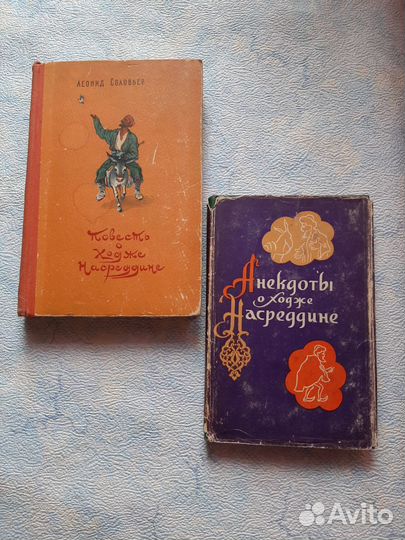 Леонид Соловьев
Повесть
о
Ходже
Насреддине
Анекдоты
о ходже
Насреддине
Avito